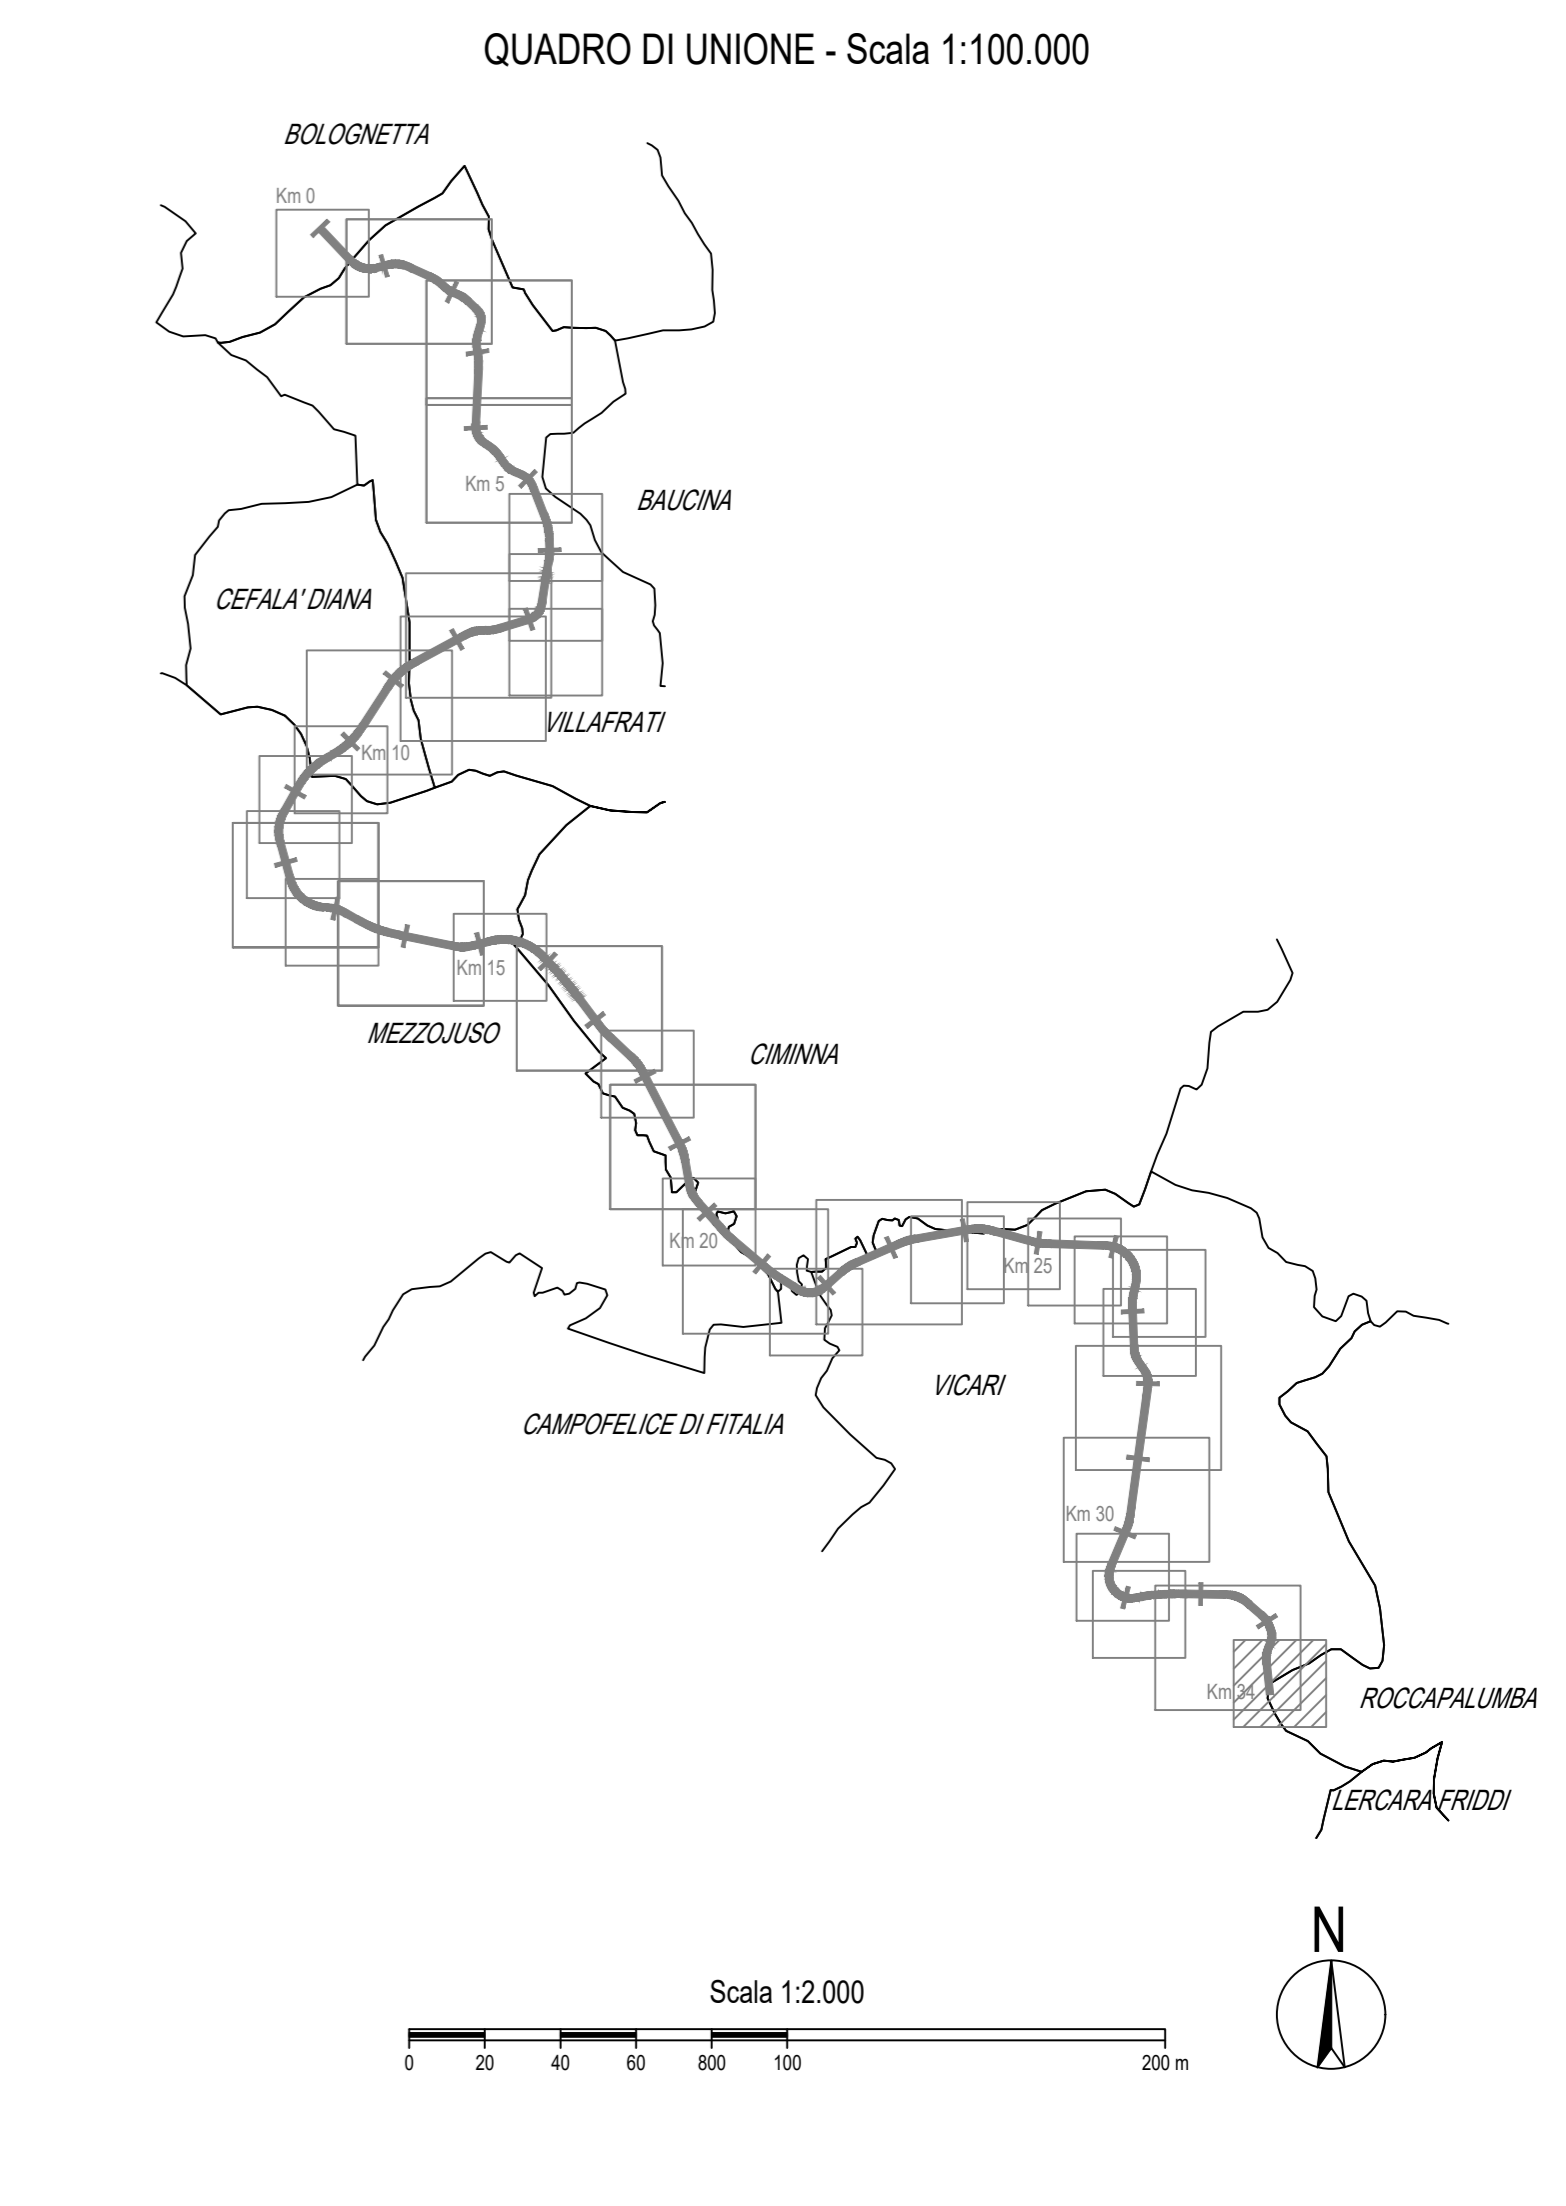 QUADRO DI UNIONE - Scala 1:100.000
BOLOGNETTA
Km 0
Km 5
BAUCINA
CEFALA' DIANA
VILLAFRATI
Km 10
Km 15
MEZZOJUSO
CIMINNA
Km 20
Km 25
VICARI
CAMPOFELICE DI FITALIA
Km 30
Km 34
ROCCAPALUMBA
LERCARA FRIDDI
N
Scala 1:2.000
0 20 40 60 800 100 200 m